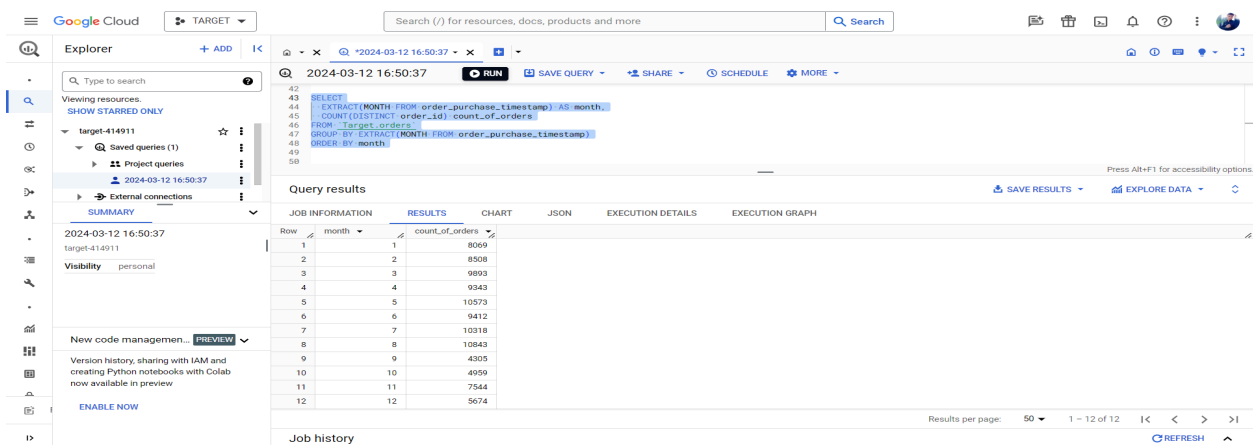 Google Cloud
TARGET
Search (/) for resources, docs, products and more
Search
Explorer
+ ADD
*2024-03-12 16:50:37
Type to search
2024-03-12 16:50:37
RUN
SAVE QUERY
SHARE
SCHEDULE
MORE
Viewing resources.
SHOW STARRED ONLY
target-414911
Saved queries (1)
Project queries
2024-03-12 16:50:37
External connections
42
43 SELECT
44 EXTRACT(MONTH FROM order_purchase_timestamp) AS month,
45 COUNT(DISTINCT order_id) count_of_orders
46 FROM `Target.orders`
47 GROUP BY EXTRACT(MONTH FROM order_purchase_timestamp)
48 ORDER BY month
49
50
Press Alt+F1 for accessibility options.
SUMMARY
2024-03-12 16:50:37
target-414911
Visibility personal
New code managemen... PREVIEW
Version history, sharing with IAM and
creating Python notebooks with Colab
now available in preview
ENABLE NOW
Query results
SAVE RESULTS
EXPLORE DATA
JOB INFORMATION RESULTS CHART JSON EXECUTION DETAILS EXECUTION GRAPH
Row month count_of_orders
1 1 8069
2 2 8508
3 3 9893
4 4 9343
5 5 10573
6 6 9412
7 7 10318
8 8 10843
9 9 4305
10 10 4959
11 11 7544
12 12 5674
Results per page: 50 1 – 12 of 12
Job history
REFRESH